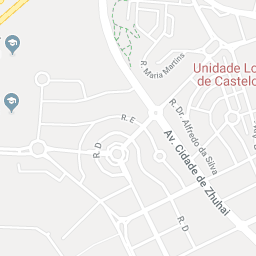 R. Maria Martins
Unidade Lo
de Castelo
R. Dr. Alfredo da Silva
R. E
R. D
Av. Cidade de Zhuhai
R. D